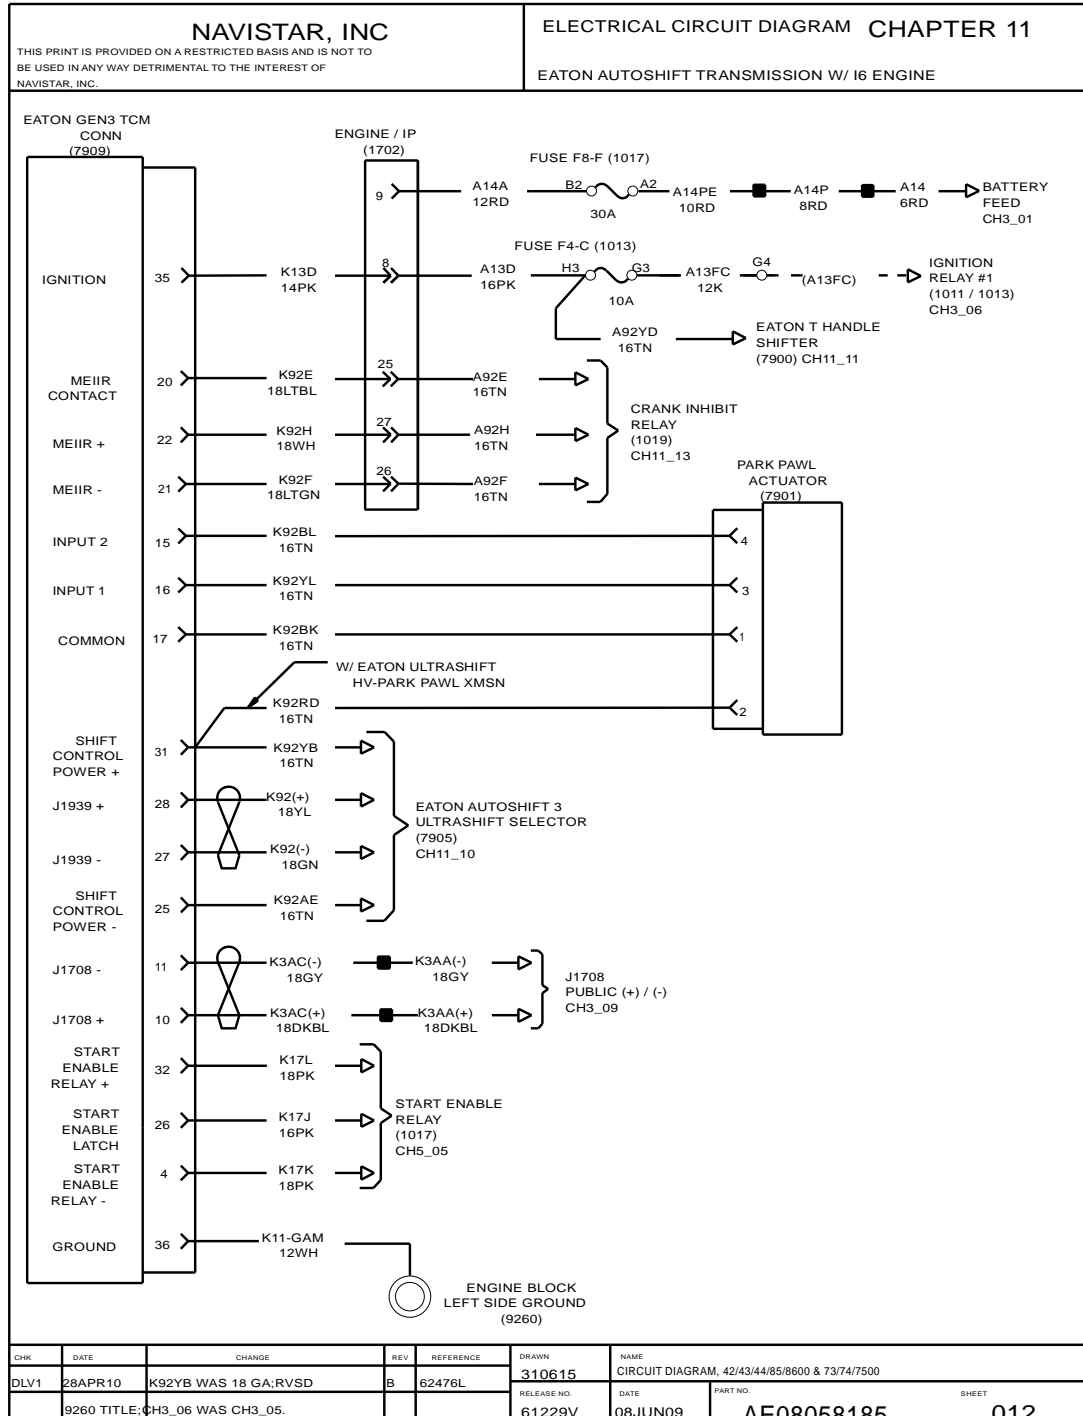 NAVISTAR, INC
THIS PRINT IS PROVIDED ON A RESTRICTED BASIS AND IS NOT TO
BE USED IN ANY WAY DETRIMENTAL TO THE INTEREST OF
NAVISTAR, INC.
ELECTRICAL CIRCUIT DIAGRAM CHAPTER 11
EATON AUTOSHIFT TRANSMISSION W/ I6 ENGINE
EATON GEN3 TCM
CONN
(7909)
ENGINE / IP
(1702)
FUSE F8-F (1017)
9
A14A
12RD
B2
A2
30A
A14PE
10RD
A14P
8RD
A14
6RD
BATTERY
FEED
CH3_01
FUSE F4-C (1013)
IGNITION
35
K13D
14PK
8
A13D
16PK
H3
G3
10A
A13FC
12K
G4
(A13FC)
IGNITION
RELAY #1
(1011 / 1013)
CH3_06
A92YD
16TN
EATON T HANDLE
SHIFTER
(7900) CH11_11
MEIIR
CONTACT
20
K92E
18LTBL
25
A92E
16TN
MEIIR +
22
K92H
18WH
27
A92H
16TN
MEIIR -
21
K92F
18LTGN
26
A92F
16TN
CRANK INHIBIT
RELAY
(1019)
CH11_13
PARK PAWL
ACTUATOR
(7901)
INPUT 2
15
K92BL
16TN
4
INPUT 1
16
K92YL
16TN
3
COMMON
17
K92BK
16TN
1
W/ EATON ULTRASHIFT
HV-PARK PAWL XMSN
K92RD
16TN
2
SHIFT
CONTROL
POWER +
31
K92YB
16TN
J1939 +
28
K92(+)
18YL
J1939 -
27
K92(-)
18GN
SHIFT
CONTROL
POWER -
25
K92AE
16TN
EATON AUTOSHIFT 3
ULTRASHIFT SELECTOR
(7905)
CH11_10
J1708 -
11
K3AC(-)
18GY
K3AA(-)
18GY
J1708 +
10
K3AC(+)
18DKBL
K3AA(+)
18DKBL
J1708
PUBLIC (+) / (-)
CH3_09
START
ENABLE
RELAY +
32
K17L
18PK
START
ENABLE
LATCH
26
K17J
16PK
START
ENABLE
RELAY -
4
K17K
18PK
START ENABLE
RELAY
(1017)
CH5_05
GROUND
36
K11-GAM
12WH
ENGINE BLOCK
LEFT SIDE GROUND
(9260)
CHK DATE CHANGE REV REFERENCE
DLV1 28APR10 K92YB WAS 18 GA;RVSD B 62476L
9260 TITLE;CH3_06 WAS CH3_05.
DRAWN
310615
NAME
CIRCUIT DIAGRAM, 42/43/44/85/8600 & 73/74/7500
RELEASE NO.
61229V
DATE
08JUN09
PART NO.
AE08058185
SHEET
012